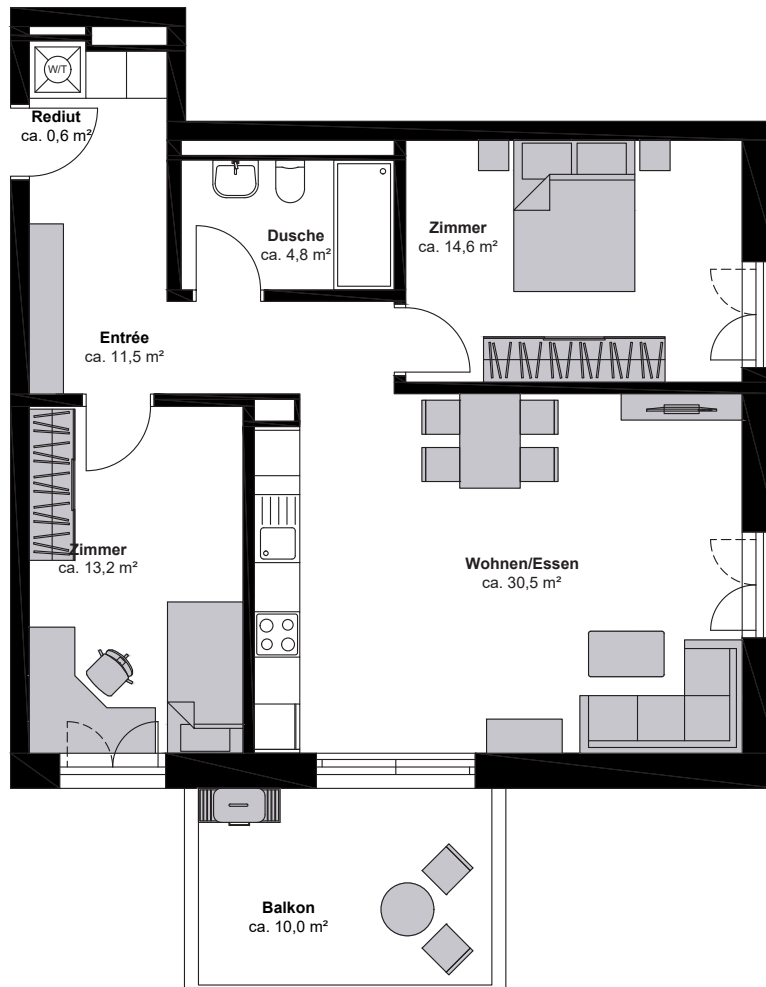 W/T
Rediut
ca. 0,6 m²
Dusche
ca. 4,8 m²
Zimmer
ca. 14,6 m²
Entrée
ca. 11,5 m²
Zimmer
ca. 13,2 m²
Wohnen/Essen
ca. 30,5 m²
Balkon
ca. 10,0 m²